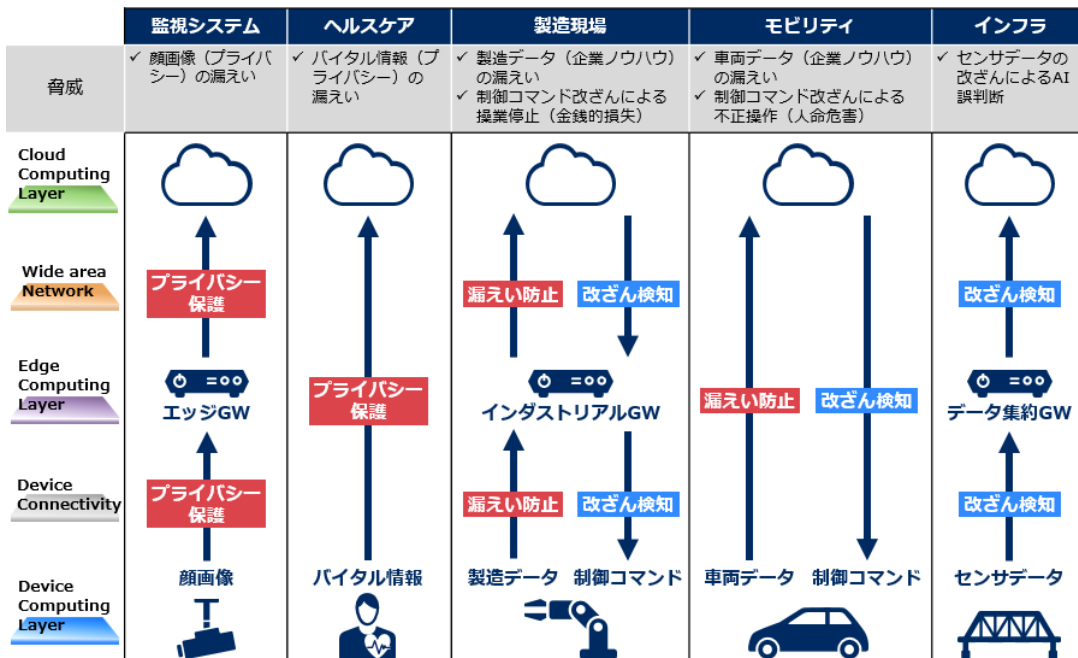 監視システム
ヘルスケア
製造現場
モビリティ
インフラ
脅威
✓ 顔画像（プライバ
シー）の漏えい
✓ バイタル情報（プ
ライバシー）の
漏えい
✓ 製造データ（企業ノウハウ）
の漏えい
✓ 制御コマンド改ざんによる
操業停止（金銭的損失）
✓ 車両データ（企業ノウハウ）
の漏えい
✓ 制御コマンド改ざんによる
不正操作（人命危害）
✓ センサデータの
改ざんによるAI
誤判断
Cloud
Computing
Layer
Wide area
Network
プライバシー
保護
漏えい防止
改ざん検知
改ざん検知
Edge
Computing
Layer
エッジGW
プライバシー
保護
インダストリアルGW
漏えい防止
改ざん検知
データ集約GW
Device
Connectivity
プライバシー
保護
漏えい防止
改ざん検知
改ざん検知
Device
Computing
Layer
顔画像
バイタル情報
製造データ
制御コマンド
車両データ
制御コマンド
センサデータ